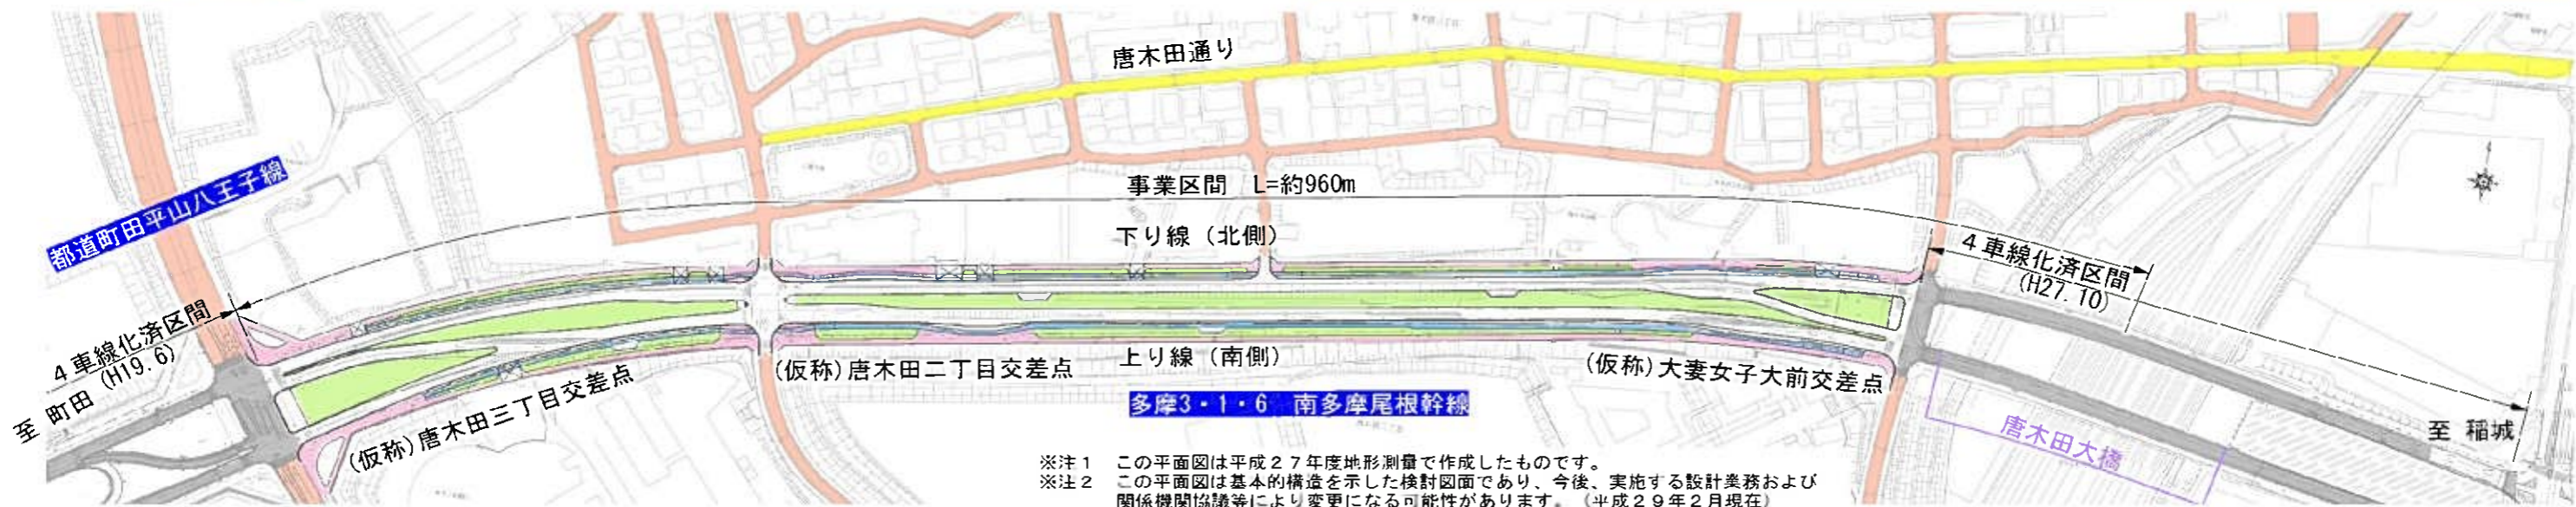 唐木田通り
都道町田平山八王子線
事業区間 L=約960m
下り線(北側)
4車線化済区間
(H27.10)
4車線化済区間
(H19.6)
至 町田
(仮称)唐木田三丁目交差点
(仮称)唐木田二丁目交差点
上り線(南側)
(仮称)大妻女子大前交差点
多摩3・1・6 南多摩尾根幹線
唐木田大橋
至 稲城
※注1 この平面図は平成27年度地形測量で作成したものです。
※注2 この平面図は基本的構造を示した検討図面であり、今後、実施する設計業務および
関係機関協議等により変更になる可能性があります。(平成29年2月現在)